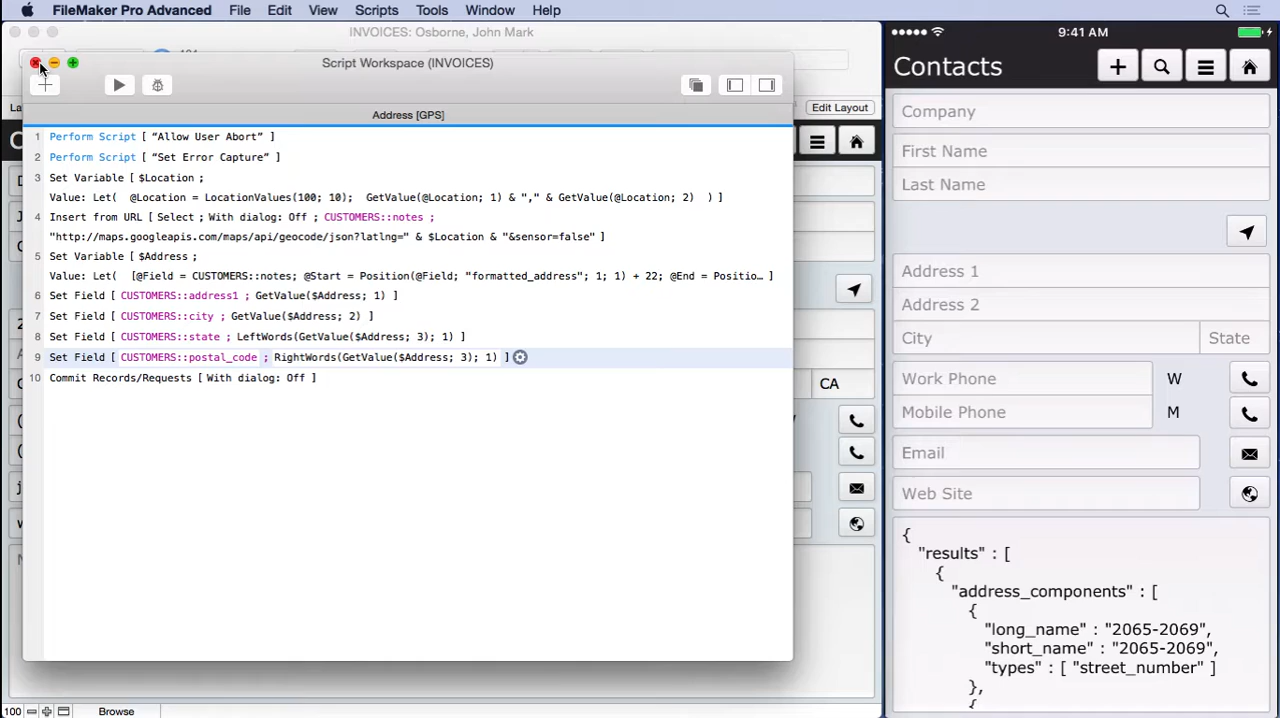 FileMaker Pro Advanced File Edit View Scripts Tools Window Help
INVOICES: Osborne, John Mark
Script Workspace (INVOICES)
Edit Layout
Address [GPS]
1 Perform Script [ “Allow User Abort” ]
2 Perform Script [ “Set Error Capture” ]
3 Set Variable [ $Location ;
Value: Let( @Location = LocationValues(100; 10); GetValue(@Location; 1) & "," & GetValue(@Location; 2) ) ]
4 Insert from URL [ Select ; With dialog: Off ; CUSTOMERS::notes ;
"http://maps.googleapis.com/maps/api/geocode/json?latlng=" & $Location & "&sensor=false" ]
5 Set Variable [ $Address ;
Value: Let( [@Field = CUSTOMERS::notes; @Start = Position(@Field; "formatted_address"; 1; 1) + 22; @End = Positio… ]
6 Set Field [ CUSTOMERS::address1 ; GetValue($Address; 1) ]
7 Set Field [ CUSTOMERS::city ; GetValue($Address; 2) ]
8 Set Field [ CUSTOMERS::state ; LeftWords(GetValue($Address; 3); 1) ]
9 Set Field [ CUSTOMERS::postal_code ; RightWords(GetValue($Address; 3); 1) ]
10 Commit Records/Requests [ With dialog: Off ]
CA
100
Browse
9:41 AM
Contacts
Company
First Name
Last Name
Address 1
Address 2
City State
Work Phone W
Mobile Phone M
Email
Web Site
{
"results" : [
{
"address_components" : [
{
"long_name" : "2065-2069",
"short_name" : "2065-2069",
"types" : [ "street_number" ]
},
{